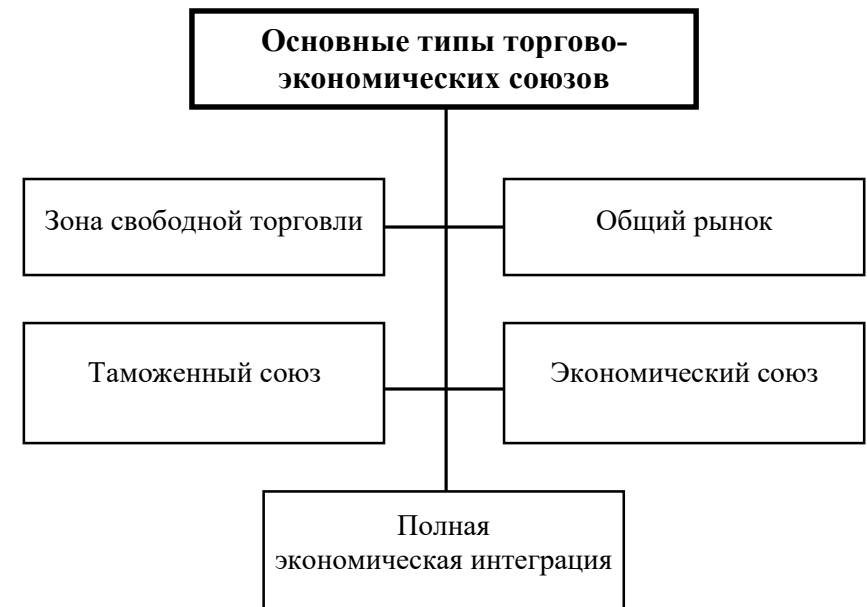 Основные типы торгово-
экономических союзов
Зона свободной торговли
Общий рынок
Таможенный союз
Экономический союз
Полная
экономическая интеграция